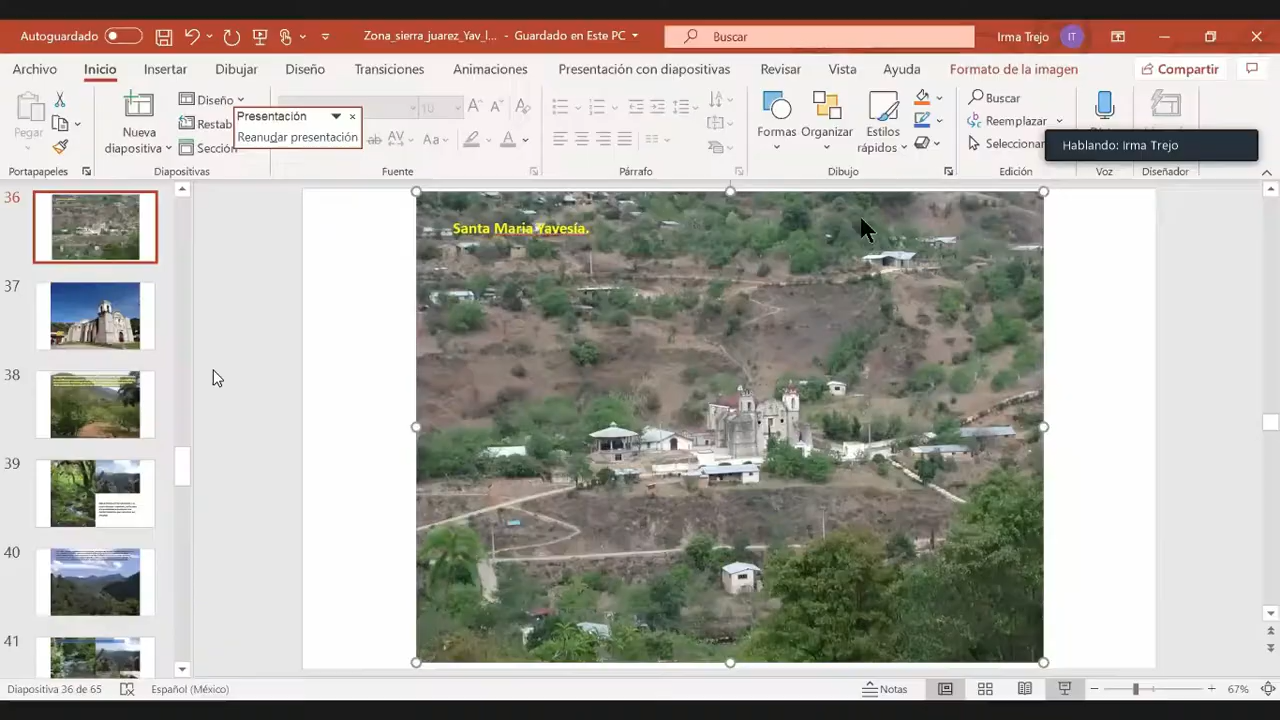 Autoguardado
Zona_sierra_juarez_Yav_l... - Guardado en Este PC
Buscar
Irma Trejo IT
Archivo Inicio Insertar Dibujar Diseño Transiciones Animaciones Presentación con diapositivas Revisar Vista Ayuda Formato de la imagen Compartir
Pegar
Nueva diapositiva
Diseño
Restab
Sección
Presentación
Reanudar presentación
10
Formas
Organizar
Estilos rápidos
Buscar
Reemplazar
Seleccionar
Hablando: Irma Trejo
Portapapeles Diapositivas Fuente Párrafo Dibujo Edición Voz Diseñador
36
37
38
39
40
41
Santa Maria Yavesía.
Diapositiva 36 de 65 Español (México) Notas 67%